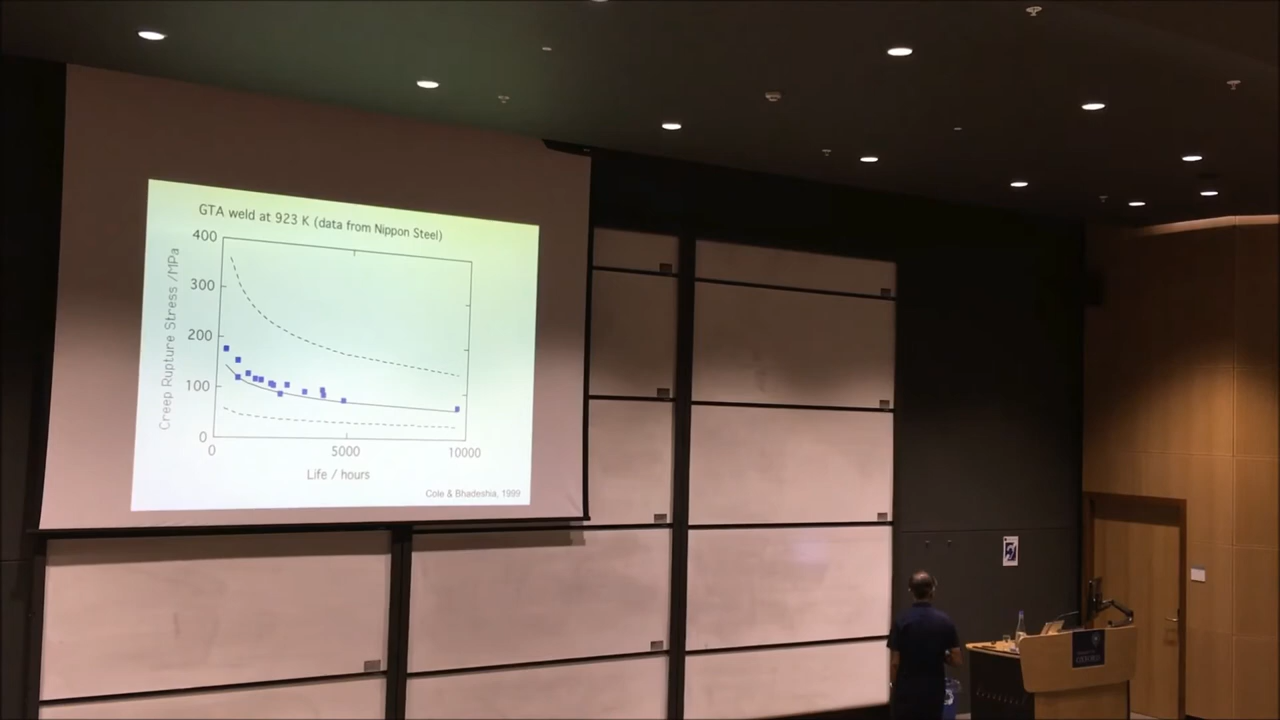 GTA weld at 923 K (data from Nippon Steel)
400
300
200
100
0
Creep Rupture Stress /MPa
0
5000
10000
Life / hours
Cole & Bhadeshia, 1999
OXFORD